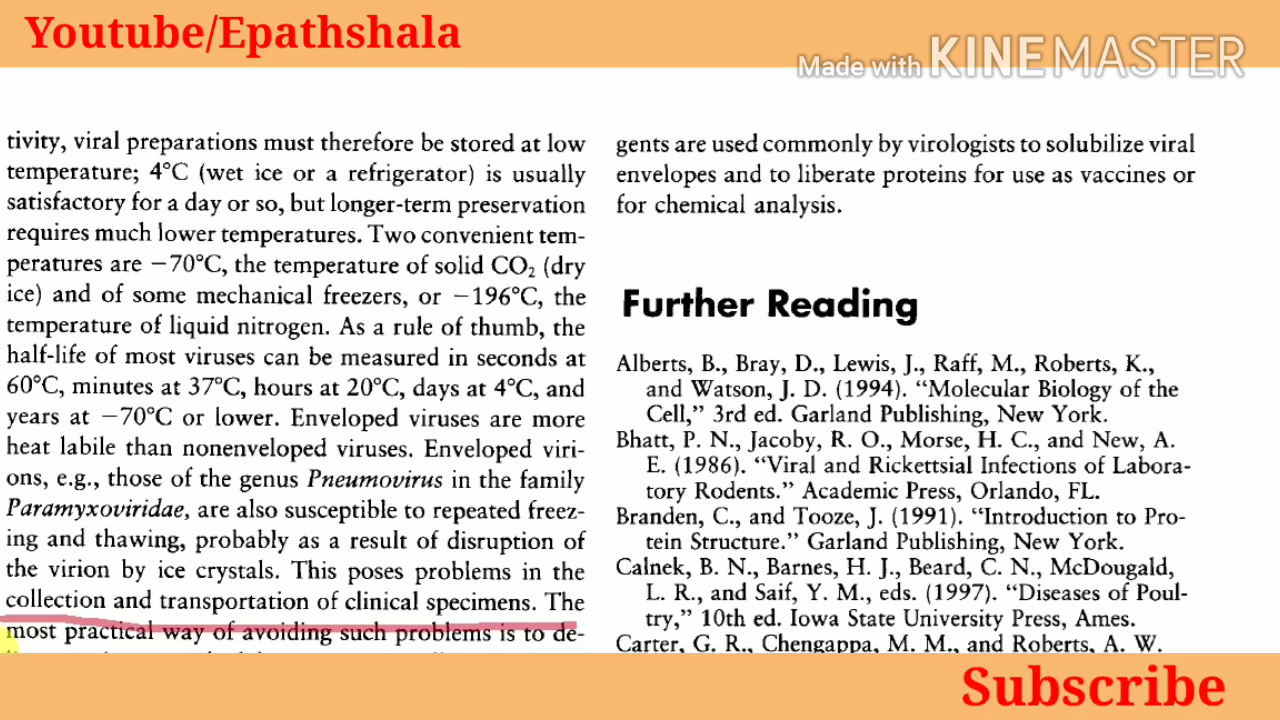 Youtube/Epathshala
Made with KINEMASTER
tivity, viral preparations must therefore be stored at low
temperature; 4°C (wet ice or a refrigerator) is usually
satisfactory for a day or so, but longer-term preservation
requires much lower temperatures. Two convenient tem-
peratures are −70°C, the temperature of solid CO₂ (dry
ice) and of some mechanical freezers, or −196°C, the
temperature of liquid nitrogen. As a rule of thumb, the
half-life of most viruses can be measured in seconds at
60°C, minutes at 37°C, hours at 20°C, days at 4°C, and
years at −70°C or lower. Enveloped viruses are more
heat labile than nonenveloped viruses. Enveloped viri-
ons, e.g., those of the genus Pneumovirus in the family
Paramyxoviridae, are also susceptible to repeated freez-
ing and thawing, probably as a result of disruption of
the virion by ice crystals. This poses problems in the
collection and transportation of clinical specimens. The
most practical way of avoiding such problems is to de-
gents are used commonly by virologists to solubilize viral
envelopes and to liberate proteins for use as vaccines or
for chemical analysis.
Further Reading
Alberts, B., Bray, D., Lewis, J., Raff, M., Roberts, K.,
and Watson, J. D. (1994). “Molecular Biology of the
Cell,” 3rd ed. Garland Publishing, New York.
Bhatt, P. N., Jacoby, R. O., Morse, H. C., and New, A.
E. (1986). “Viral and Rickettsial Infections of Labora-
tory Rodents.” Academic Press, Orlando, FL.
Branden, C., and Tooze, J. (1991). “Introduction to Pro-
tein Structure.” Garland Publishing, New York.
Calnek, B. N., Barnes, H. J., Beard, C. N., McDougald,
L. R., and Saif, Y. M., eds. (1997). “Diseases of Poul-
try,” 10th ed. Iowa State University Press, Ames.
Carter, G. R., Chengappa, M. M., and Roberts, A. W.
Subscribe